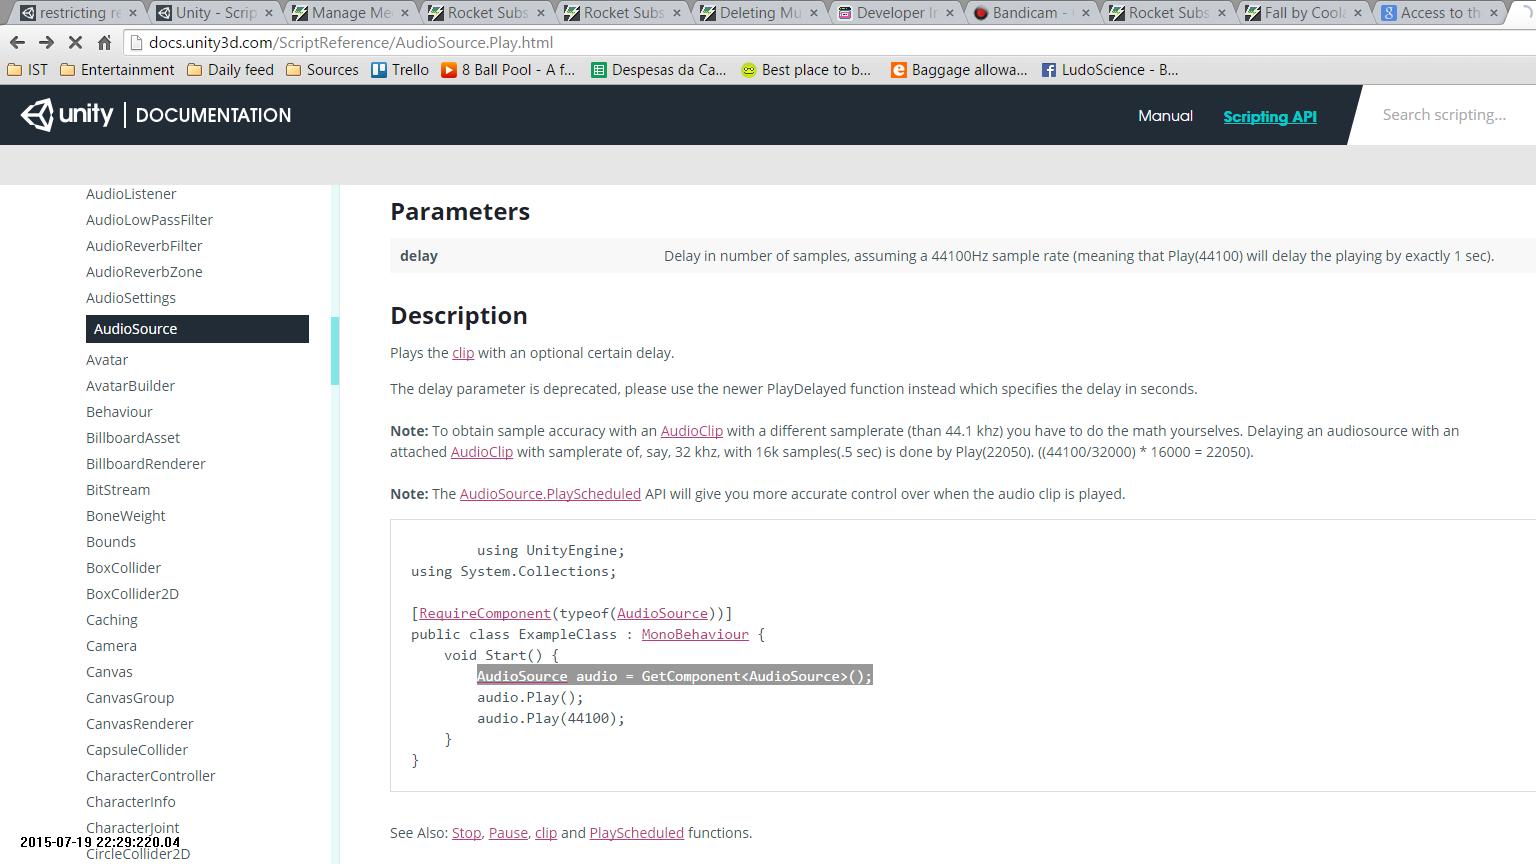 restricting re
Unity - Scrip
Manage Me
Rocket Subs
Rocket Subs
Deleting Mu
Developer In
Bandicam -
Rocket Subs
Fall by Coola
Access to th
docs.unity3d.com/ScriptReference/AudioSource.Play.html
IST
Entertainment
Daily feed
Sources
Trello
8 Ball Pool - A f...
Despesas da Ca...
Best place to b...
Baggage allowa...
LudoScience - B...
unity | DOCUMENTATION
Manual
Scripting API
Search scripting...
AudioListener
AudioLowPassFilter
AudioReverbFilter
AudioReverbZone
AudioSettings
AudioSource
Avatar
AvatarBuilder
Behaviour
BillboardAsset
BillboardRenderer
BitStream
BoneWeight
Bounds
BoxCollider
BoxCollider2D
Caching
Camera
Canvas
CanvasGroup
CanvasRenderer
CapsuleCollider
CharacterController
CharacterInfo
CharacterJoint
CircleCollider2D
2015-07-19 22:29:220.04
Parameters
delay Delay in number of samples, assuming a 44100Hz sample rate (meaning that Play(44100) will delay the playing by exactly 1 sec).
Description
Plays the clip with an optional certain delay.
The delay parameter is deprecated, please use the newer PlayDelayed function instead which specifies the delay in seconds.
Note: To obtain sample accuracy with an AudioClip with a different samplerate (than 44.1 khz) you have to do the math yourselves. Delaying an audiosource with an
attached AudioClip with samplerate of, say, 32 khz, with 16k samples(.5 sec) is done by Play(22050). ((44100/32000) * 16000 = 22050).
Note: The AudioSource.PlayScheduled API will give you more accurate control over when the audio clip is played.
using UnityEngine;
using System.Collections;
[RequireComponent(typeof(AudioSource))]
public class ExampleClass : MonoBehaviour {
void Start() {
AudioSource audio = GetComponent<AudioSource>();
audio.Play();
audio.Play(44100);
}
}
See Also: Stop, Pause, clip and PlayScheduled functions.